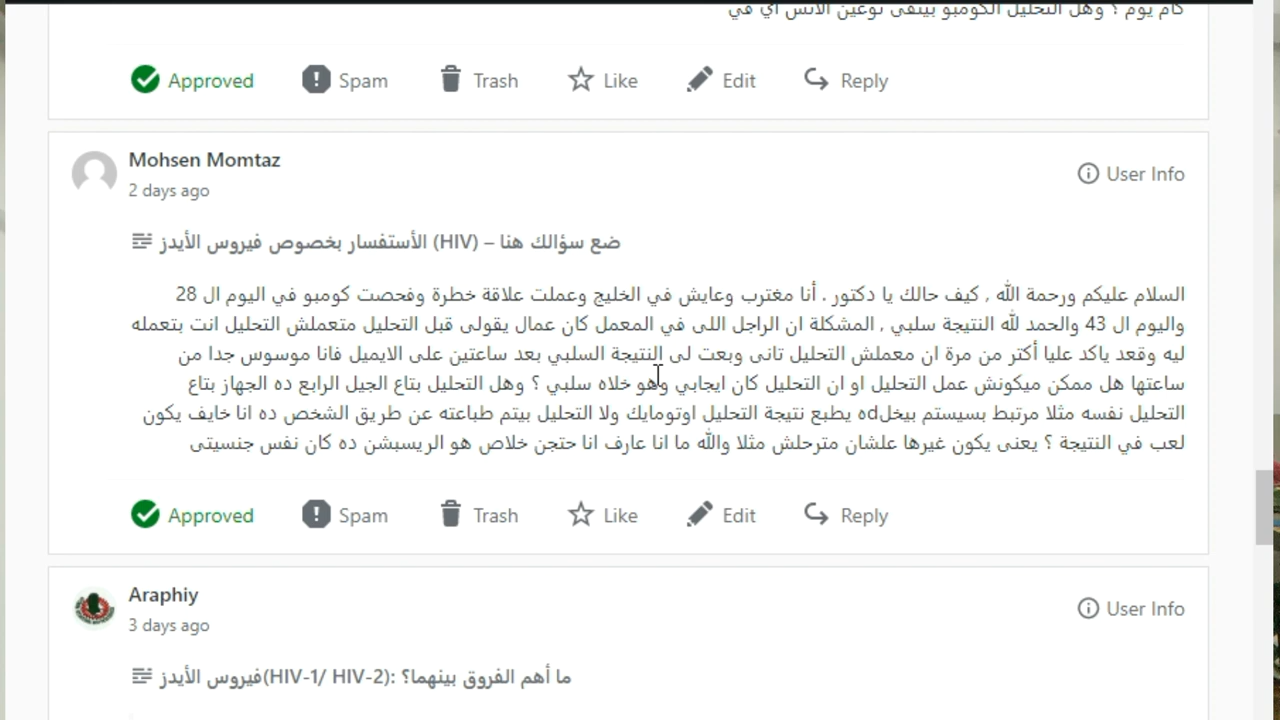 كام يوم ؟ وهل التحليل الكومبو بينفى نوعين الانس اي في
Approved Spam Trash Like Edit Reply
Mohsen Momtaz
User Info
2 days ago
ضع سؤالك هنا – (HIV) الأستفسار بخصوص فيروس الأيدز
السلام عليكم ورحمة الله , كيف حالك يا دكتور . أنا مغترب وعايش في الخليج وعملت علاقة خطرة وفحصت كومبو في اليوم ال 28
واليوم ال 43 والحمد لله النتيجة سلبي , المشكلة ان الراجل اللى في المعمل كان عمال يقولى قبل التحليل متعملش التحليل انت بتعمله
ليه وقعد ياكد عليا أكتر من مرة ان معملش التحليل تانى وبعت لى النتيجة السلبي بعد ساعتين على الايميل فانا موسوس جدا من
ساعتها هل ممكن ميكونش عمل التحليل او ان التحليل كان ايجابي وهو خلاه سلبي ؟ وهل التحليل بتاع الجيل الرابع ده الجهاز بتاع
التحليل نفسه مثلا مرتبط بسيستم بيخلdه يطبع نتيجة التحليل اوتومايك ولا التحليل بيتم طباعته عن طريق الشخص ده انا خايف يكون
لعب في النتيجة ؟ يعنى يكون غيرها علشان مترحلش مثلا والله ما انا عارف انا حتجن خلاص هو الريسبشن ده كان نفس جنسيتى
Approved Spam Trash Like Edit Reply
Araphiy
User Info
3 days ago
ما أهم الفروق بينهما؟ :(HIV-1/ HIV-2)فيروس الأيدز